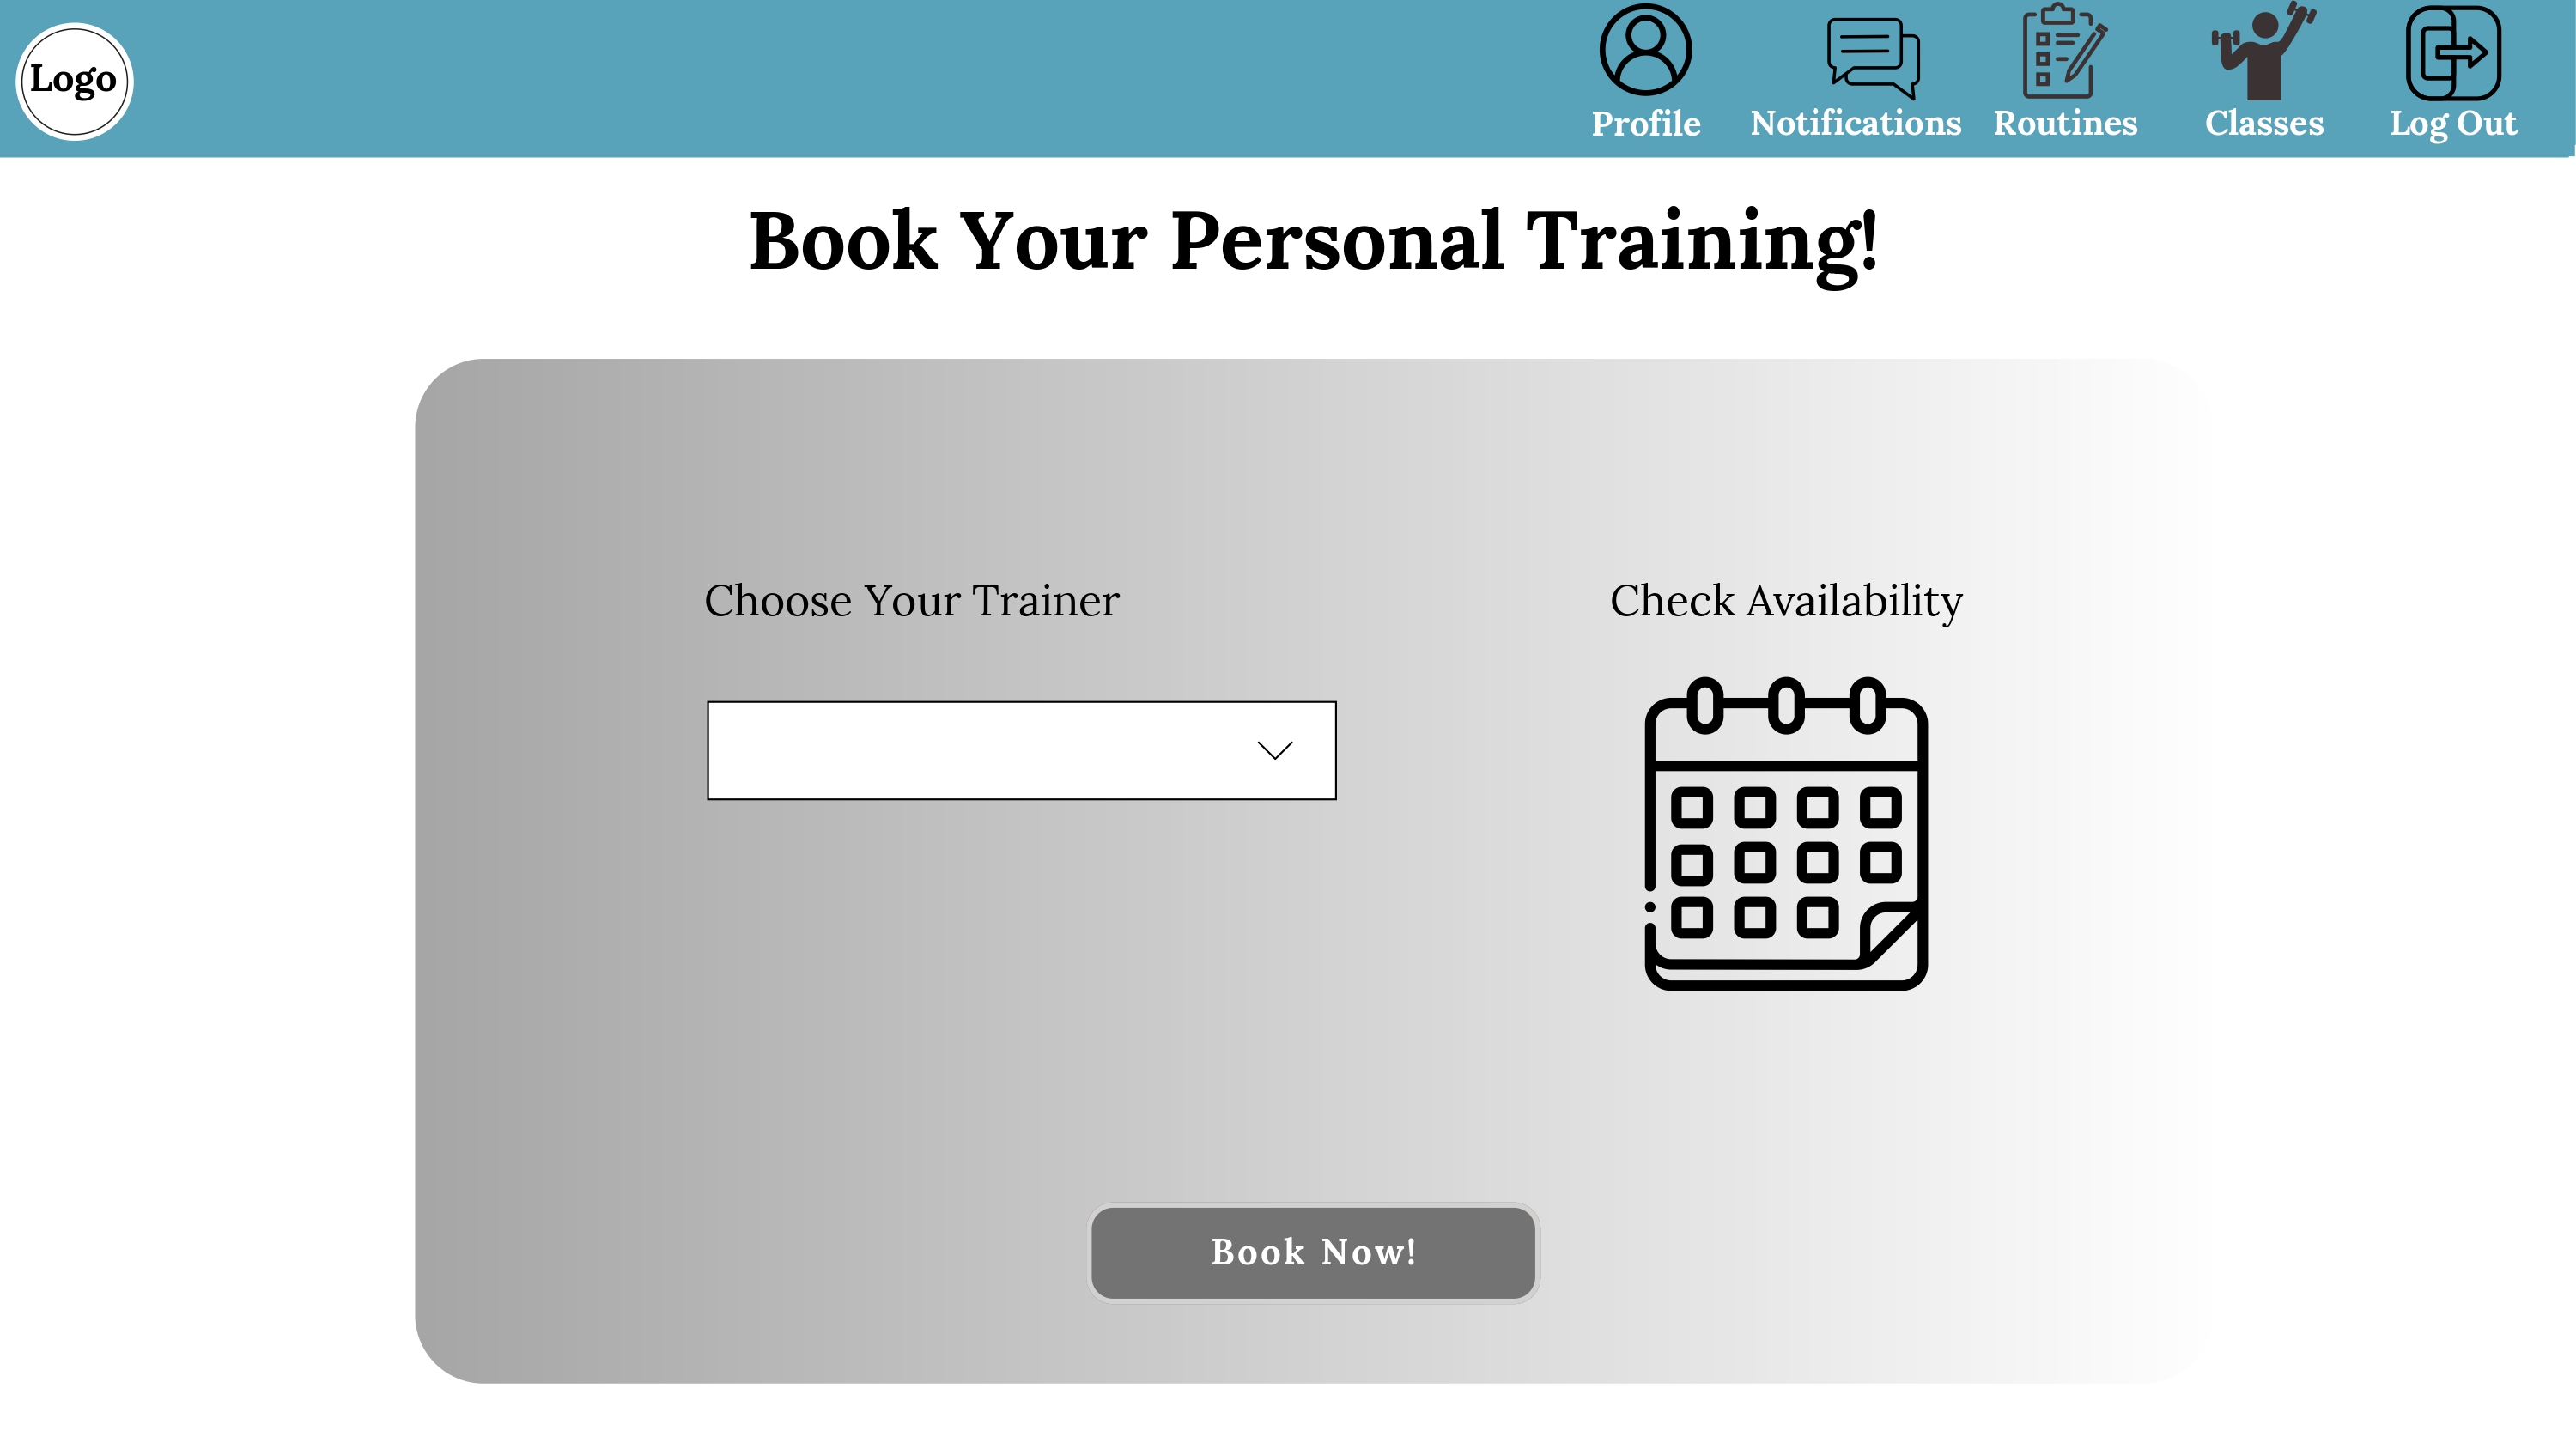 Logo
Profile
Notifications
Routines
Classes
Log Out
Book Your Personal Training!
Choose Your Trainer
Check Availability
Book Now!